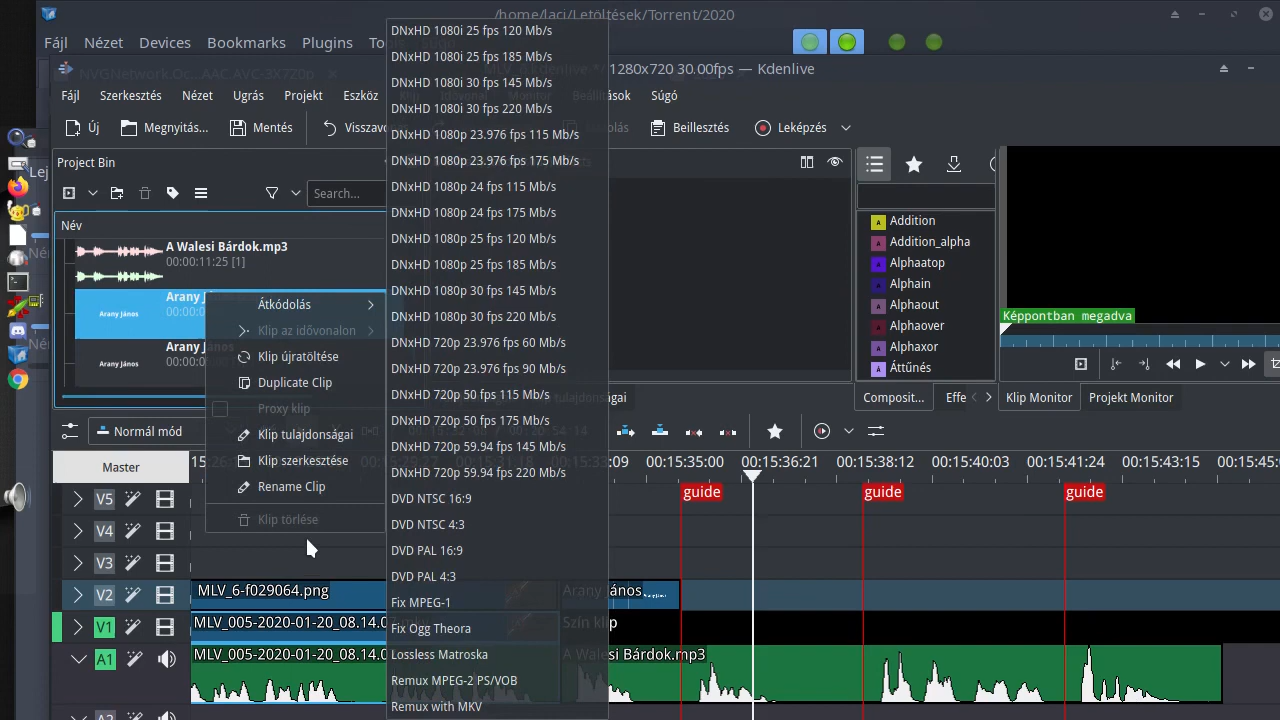 /home/laci/Letöltések/Torrent/2020
Fájl Nézet Devices Bookmarks Plugins
1280x720 30.00fps — Kdenlive
Fájl Szerkesztés Nézet Ugrás Projekt Eszköz Súgó
Új Megnyitás... Mentés Beillesztés Leképzés
Project Bin
Search...
Név
A Walesi Bárdok.mp3
00:00:11:25 [1]
Arany János
Arany János
Átkódolás
Klip az idővonalon
Klip újratöltése
Duplicate Clip
Proxy klip
Klip tulajdonságai
Klip szerkesztése
Rename Clip
Klip törlése
DNxHD 1080i 25 fps 120 Mb/s
DNxHD 1080i 25 fps 185 Mb/s
DNxHD 1080i 30 fps 145 Mb/s
DNxHD 1080i 30 fps 220 Mb/s
DNxHD 1080p 23.976 fps 115 Mb/s
DNxHD 1080p 23.976 fps 175 Mb/s
DNxHD 1080p 24 fps 115 Mb/s
DNxHD 1080p 24 fps 175 Mb/s
DNxHD 1080p 25 fps 120 Mb/s
DNxHD 1080p 25 fps 185 Mb/s
DNxHD 1080p 30 fps 145 Mb/s
DNxHD 1080p 30 fps 220 Mb/s
DNxHD 720p 23.976 fps 60 Mb/s
DNxHD 720p 23.976 fps 90 Mb/s
DNxHD 720p 50 fps 115 Mb/s
DNxHD 720p 50 fps 175 Mb/s
DNxHD 720p 59.94 fps 145 Mb/s
DNxHD 720p 59.94 fps 220 Mb/s
DVD NTSC 16:9
DVD NTSC 4:3
DVD PAL 16:9
DVD PAL 4:3
Fix MPEG-1
Fix Ogg Theora
Lossless Matroska
Remux MPEG-2 PS/VOB
Remux with MKV
Addition
Addition_alpha
Alphaatop
Alphain
Alphaout
Alphaover
Alphaxor
Áttűnés
Composit... Effe
Képpontban megadva
Klip Monitor Projekt Monitor
Normál mód
Master
00:15:35:00 00:15:36:21 00:15:38:12 00:15:40:03 00:15:41:24 00:15:43:15
guide guide guide
V5
V4
V3
V2 MLV_6-f029064.png Arany János
V1 MLV_005-2020-01-20_08.14.0 Szín klip
A1 MLV_005-2020-01-20_08.14.0 A Walesi Bárdok.mp3
A2